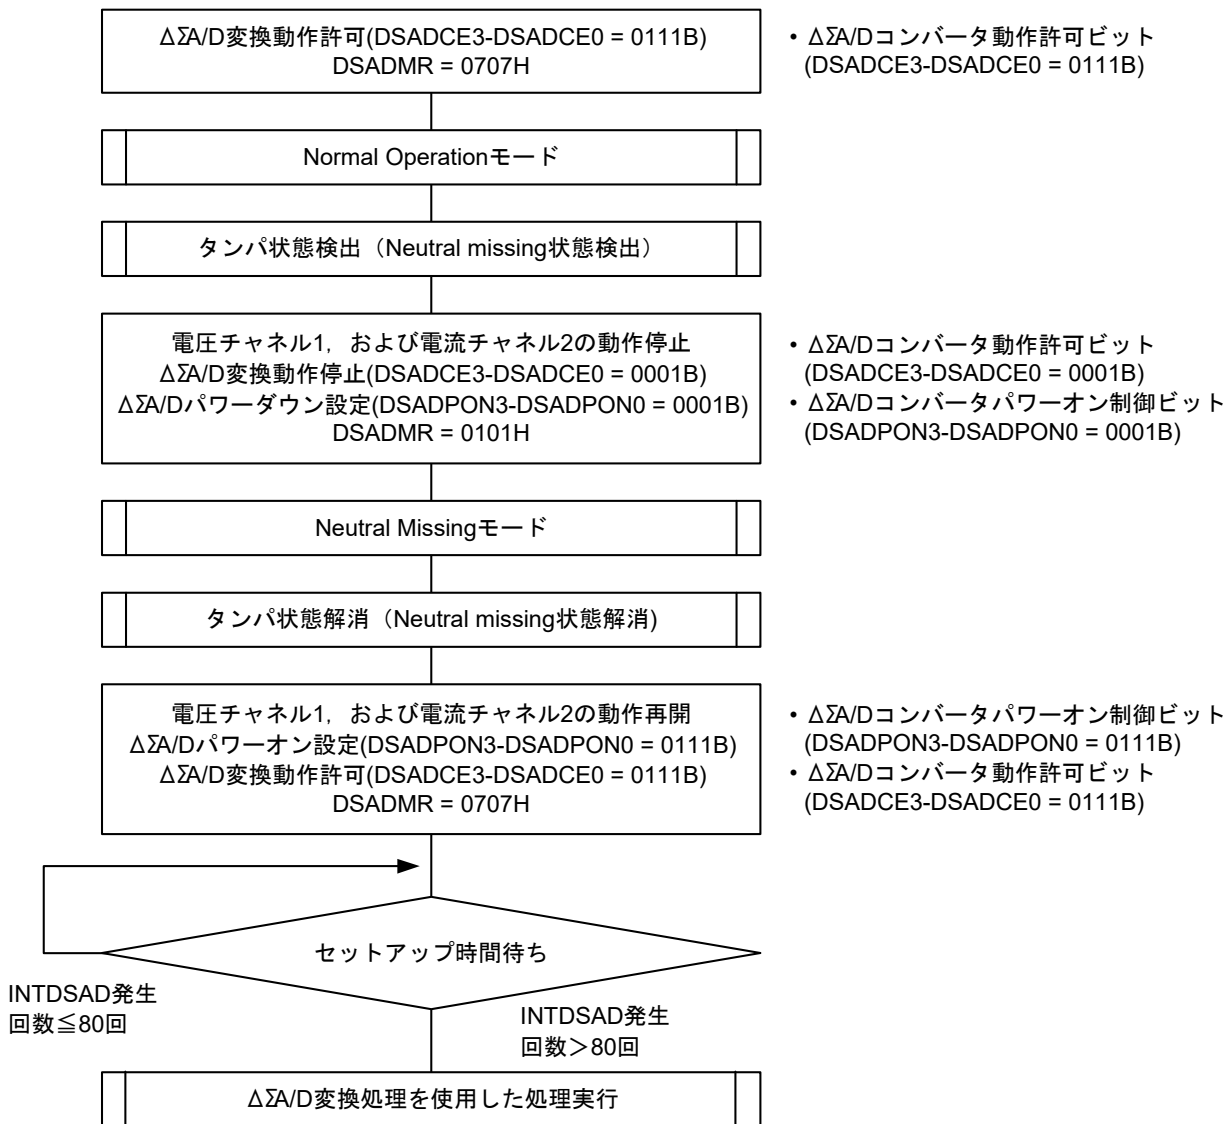 ΔΣA/D変換動作許可(DSADCE3-DSADCE0 = 0111B)
DSADMR = 0707H
• ΔΣA/Dコンバータ動作許可ビット
(DSADCE3-DSADCE0 = 0111B)
Normal Operationモード
タンパ状態検出（Neutral missing状態検出）
電圧チャネル1，および電流チャネル2の動作停止
ΔΣA/D変換動作停止(DSADCE3-DSADCE0 = 0001B)
ΔΣA/Dパワーダウン設定(DSADPON3-DSADPON0 = 0001B)
DSADMR = 0101H
• ΔΣA/Dコンバータ動作許可ビット
(DSADCE3-DSADCE0 = 0001B)
• ΔΣA/Dコンバータパワーオン制御ビット
(DSADPON3-DSADPON0 = 0001B)
Neutral Missingモード
タンパ状態解消（Neutral missing状態解消)
電圧チャネル1，および電流チャネル2の動作再開
ΔΣA/Dパワーオン設定(DSADPON3-DSADPON0 = 0111B)
ΔΣA/D変換動作許可(DSADCE3-DSADCE0 = 0111B)
DSADMR = 0707H
• ΔΣA/Dコンバータパワーオン制御ビット
(DSADPON3-DSADPON0 = 0111B)
• ΔΣA/Dコンバータ動作許可ビット
(DSADCE3-DSADCE0 = 0111B)
セットアップ時間待ち
INTDSAD発生
回数≦80回
INTDSAD発生
回数＞80回
ΔΣA/D変換処理を使用した処理実行